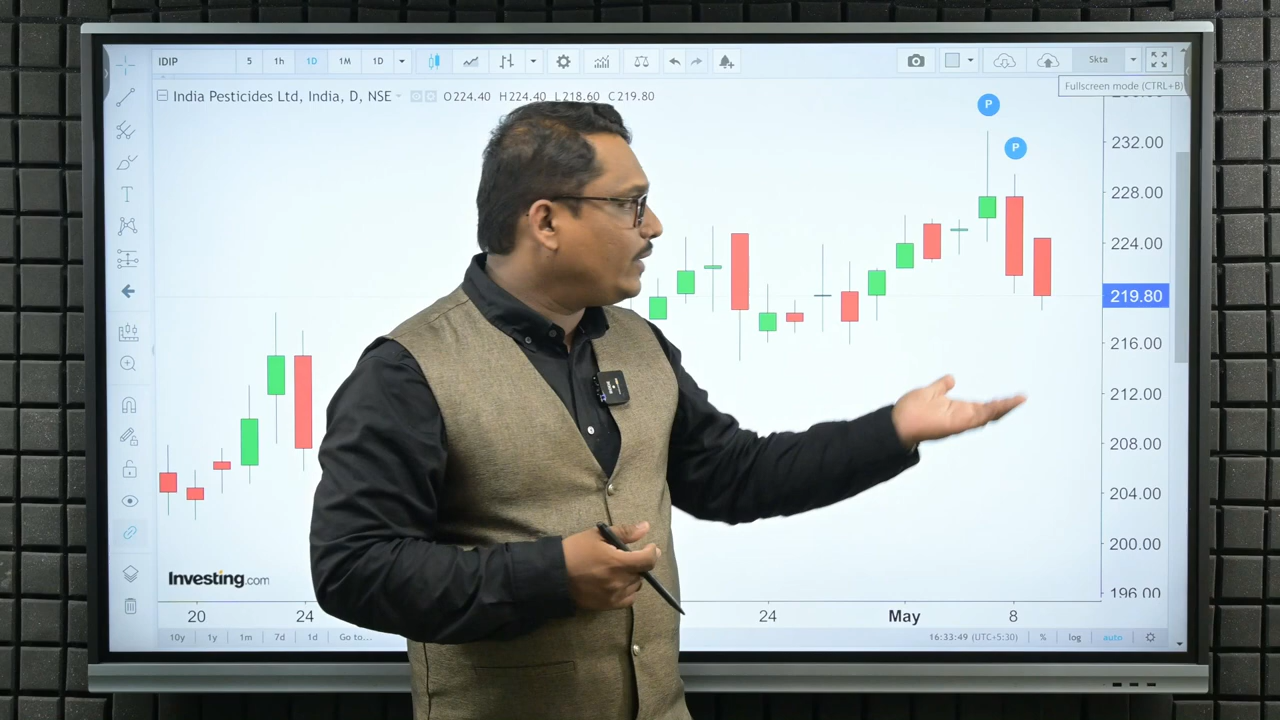 IDIP 5 1h 1D 1M 1D Skta
Fullscreen mode (CTRL+B)
India Pesticides Ltd, India, D, NSE O224.40 H224.40 L218.60 C219.80
P
P
232.00
228.00
224.00
219.80
216.00
212.00
208.00
204.00
200.00
196.00
Investing.com
20 24 24 May 8
10y 1y 1m 7d 1d Go to... 16:33:49 (UTC+5:30) % log auto